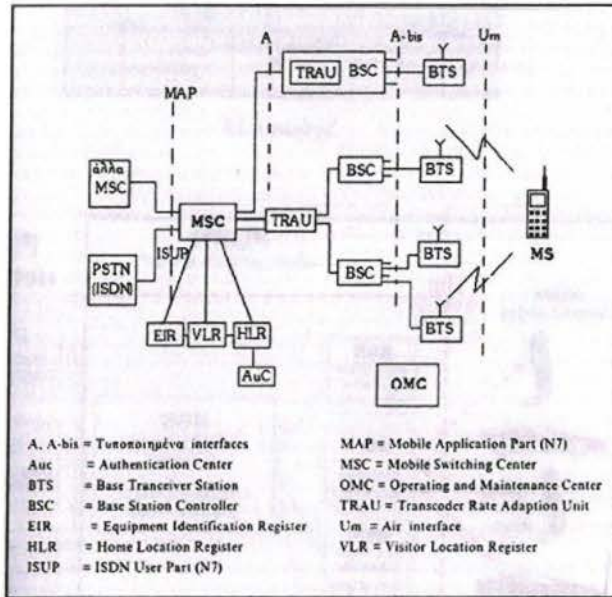 A
A-bis
Um
TRAU BSC
BTS
MAP
άλλα
MSC
BSC
BTS
MSC
TRAU
MS
PSTN
(ISDN)
ISUP
BSC
BTS
BTS
EIR
VLR
HLR
AuC
OMC
A, A-bis = Τυποποιημένα interfaces
Auc = Authentication Center
BTS = Base Tranceiver Station
BSC = Base Station Controller
EIR = Equipment Identification Register
HLR = Home Location Register
ISUP = ISDN User Part (N7)
MAP = Mobile Application Part (N7)
MSC = Mobile Switching Center
OMC = Operating and Maintenance Center
TRAU = Transcoder Rate Adaption Unit
Um = Air interface
VLR = Visitor Location Register